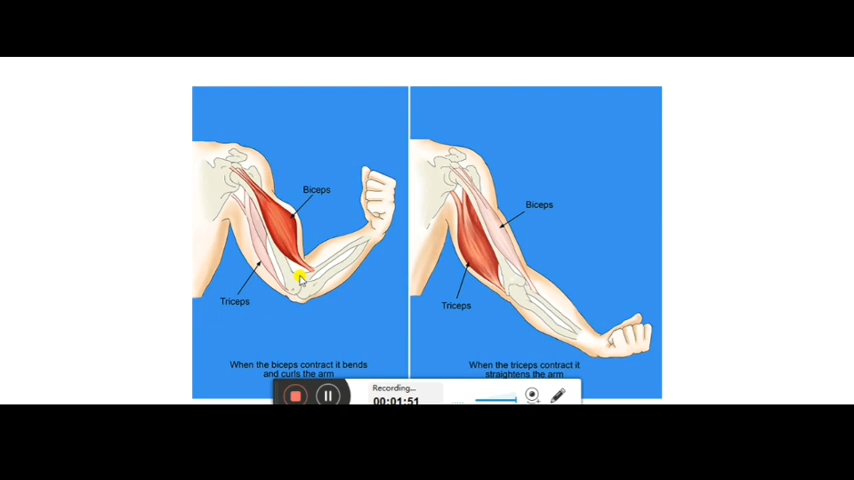 Biceps
Triceps
When the biceps contract it bends
and curls the arm
Biceps
Triceps
When the triceps contract it
straightens the arm
Recording...
00:01:51